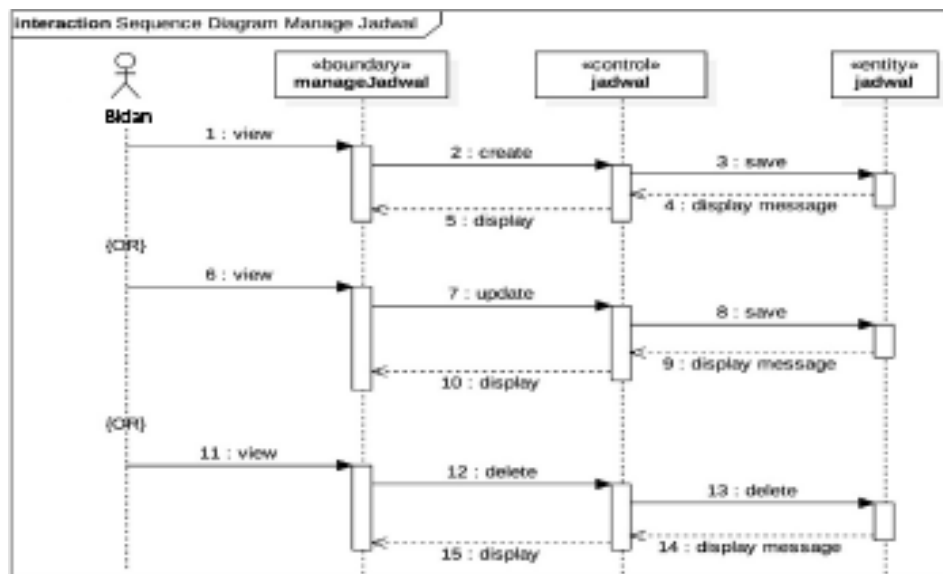 interaction Sequence Diagram Manage Jadwal
«boundary»
manageJadwal
«control»
jadwal
«entity»
jadwal
Bidan
1 : view
2 : create
3 : save
4 : display message
5 : display
{OR}
6 : view
7 : update
8 : save
9 : display message
10 : display
{OR}
11 : view
12 : delete
13 : delete
14 : display message
15 : display